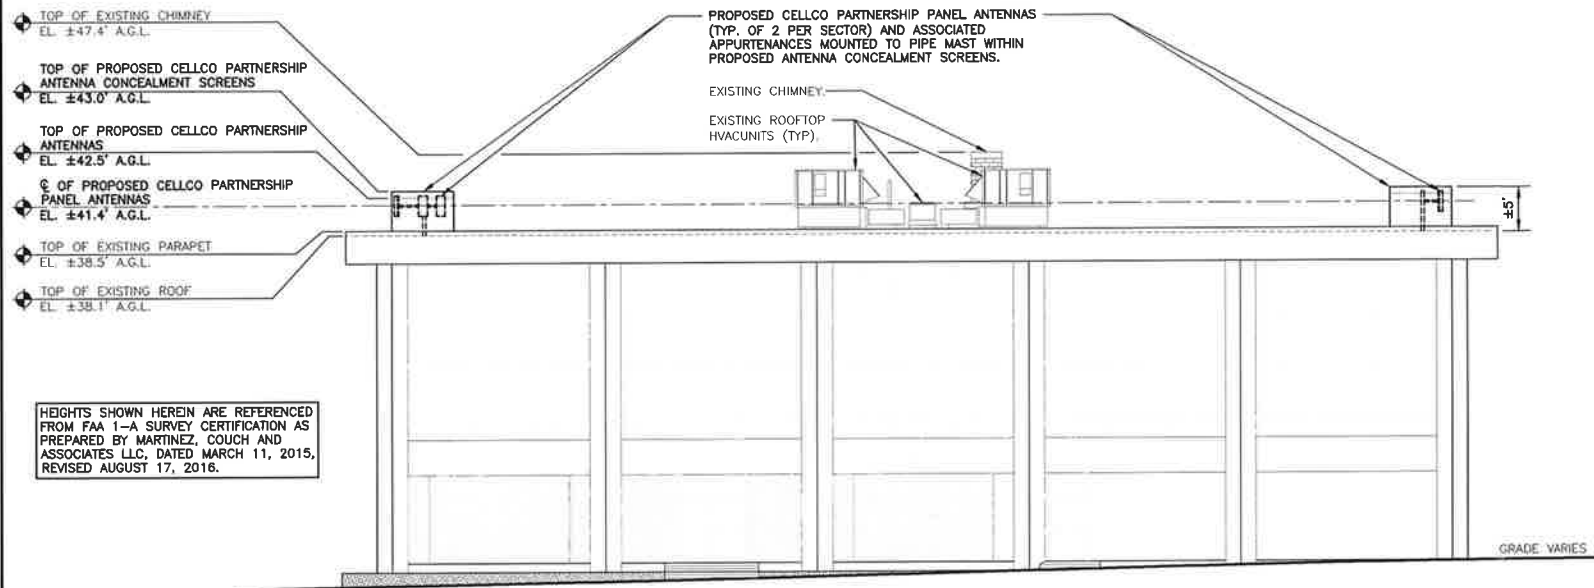 TOP OF EXISTING CHIMNEY
EL. ±47.4' A.G.L.
TOP OF PROPOSED CELLCO PARTNERSHIP
ANTENNA CONCEALMENT SCREENS
EL. ±43.0' A.G.L.
TOP OF PROPOSED CELLCO PARTNERSHIP
ANTENNAS
EL. ±42.5' A.G.L.
℄ OF PROPOSED CELLCO PARTNERSHIP
PANEL ANTENNAS
EL. ±41.4' A.G.L.
TOP OF EXISTING PARAPET
EL. ±38.5' A.G.L.
TOP OF EXISTING ROOF
EL. ±38.1' A.G.L.
PROPOSED CELLCO PARTNERSHIP PANEL ANTENNAS
(TYP. OF 2 PER SECTOR) AND ASSOCIATED
APPURTENANCES MOUNTED TO PIPE MAST WITHIN
PROPOSED ANTENNA CONCEALMENT SCREENS.
EXISTING CHIMNEY.
EXISTING ROOFTOP
HVACUNITS (TYP).
±5'
HEIGHTS SHOWN HEREIN ARE REFERENCED
FROM FAA 1-A SURVEY CERTIFICATION AS
PREPARED BY MARTINEZ, COUCH AND
ASSOCIATES LLC, DATED MARCH 11, 2015,
REVISED AUGUST 17, 2016.
GRADE VARIES